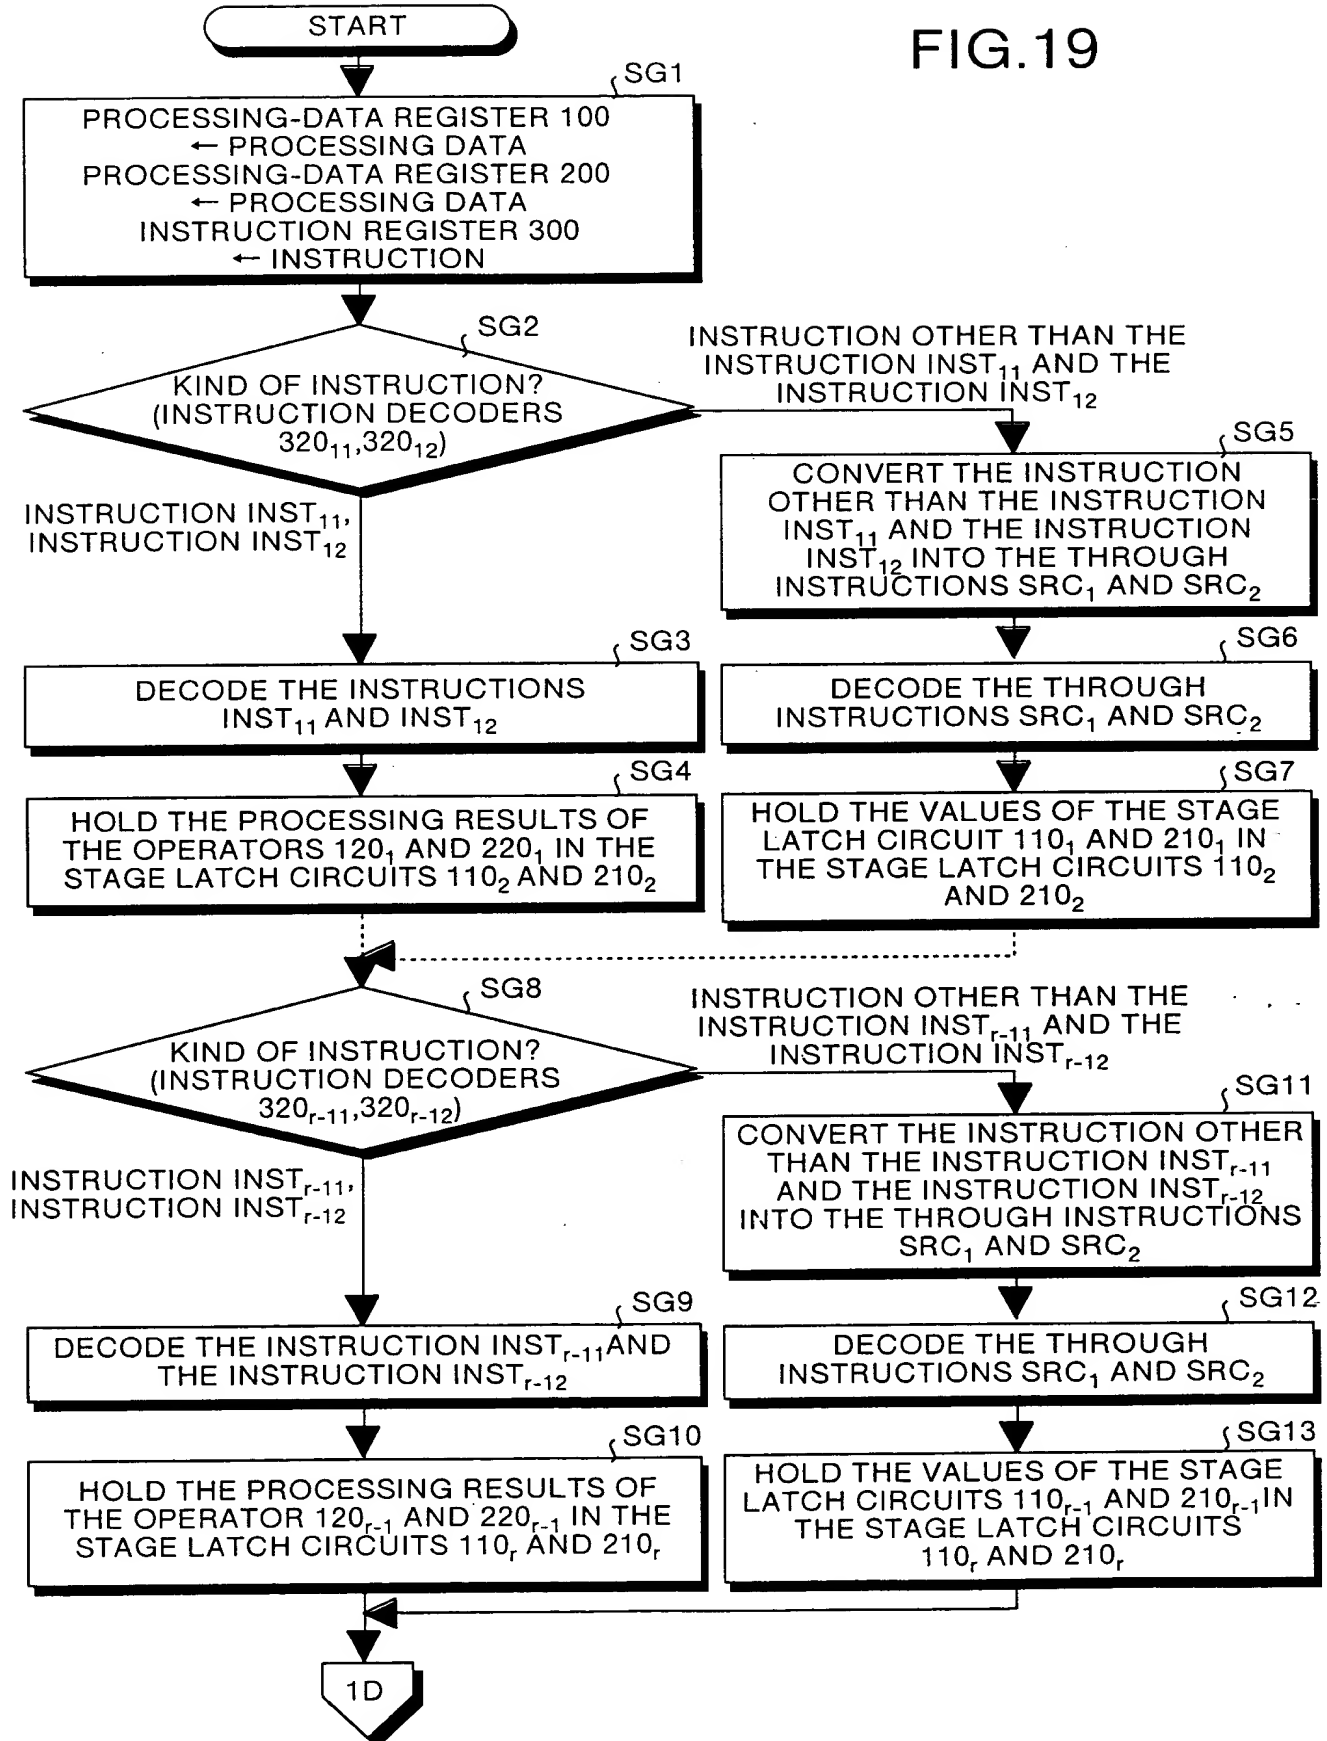 START
FIG.19
SG1
PROCESSING-DATA REGISTER 100
← PROCESSING DATA
PROCESSING-DATA REGISTER 200
← PROCESSING DATA
INSTRUCTION REGISTER 300
← INSTRUCTION
SG2
KIND OF INSTRUCTION?
(INSTRUCTION DECODERS
320₁₁,320₁₂)
INSTRUCTION OTHER THAN THE
INSTRUCTION INST₁₁ AND THE
INSTRUCTION INST₁₂
INSTRUCTION INST₁₁,
INSTRUCTION INST₁₂
SG5
CONVERT THE INSTRUCTION
OTHER THAN THE INSTRUCTION
INST₁₁ AND THE INSTRUCTION
INST₁₂ INTO THE THROUGH
INSTRUCTIONS SRC₁ AND SRC₂
SG3
DECODE THE INSTRUCTIONS
INST₁₁ AND INST₁₂
SG6
DECODE THE THROUGH
INSTRUCTIONS SRC₁ AND SRC₂
SG4
HOLD THE PROCESSING RESULTS OF
THE OPERATORS 120₁ AND 220₁ IN THE
STAGE LATCH CIRCUITS 110₂ AND 210₂
SG7
HOLD THE VALUES OF THE STAGE
LATCH CIRCUIT 110₁ AND 210₁ IN
THE STAGE LATCH CIRCUITS 110₂
AND 210₂
SG8
KIND OF INSTRUCTION?
(INSTRUCTION DECODERS
320ᵣ₋₁₁,320ᵣ₋₁₂)
INSTRUCTION OTHER THAN THE
INSTRUCTION INSTᵣ₋₁₁ AND THE
INSTRUCTION INSTᵣ₋₁₂
INSTRUCTION INSTᵣ₋₁₁,
INSTRUCTION INSTᵣ₋₁₂
SG11
CONVERT THE INSTRUCTION OTHER
THAN THE INSTRUCTION INSTᵣ₋₁₁
AND THE INSTRUCTION INSTᵣ₋₁₂
INTO THE THROUGH INSTRUCTIONS
SRC₁ AND SRC₂
SG9
DECODE THE INSTRUCTION INSTᵣ₋₁₁AND
THE INSTRUCTION INSTᵣ₋₁₂
SG12
DECODE THE THROUGH
INSTRUCTIONS SRC₁ AND SRC₂
SG10
HOLD THE PROCESSING RESULTS OF
THE OPERATOR 120ᵣ₋₁ AND 220ᵣ₋₁ IN THE
STAGE LATCH CIRCUITS 110ᵣ AND 210ᵣ
SG13
HOLD THE VALUES OF THE STAGE
LATCH CIRCUITS 110ᵣ₋₁ AND 210ᵣ₋₁IN
THE STAGE LATCH CIRCUITS
110ᵣ AND 210ᵣ
1D